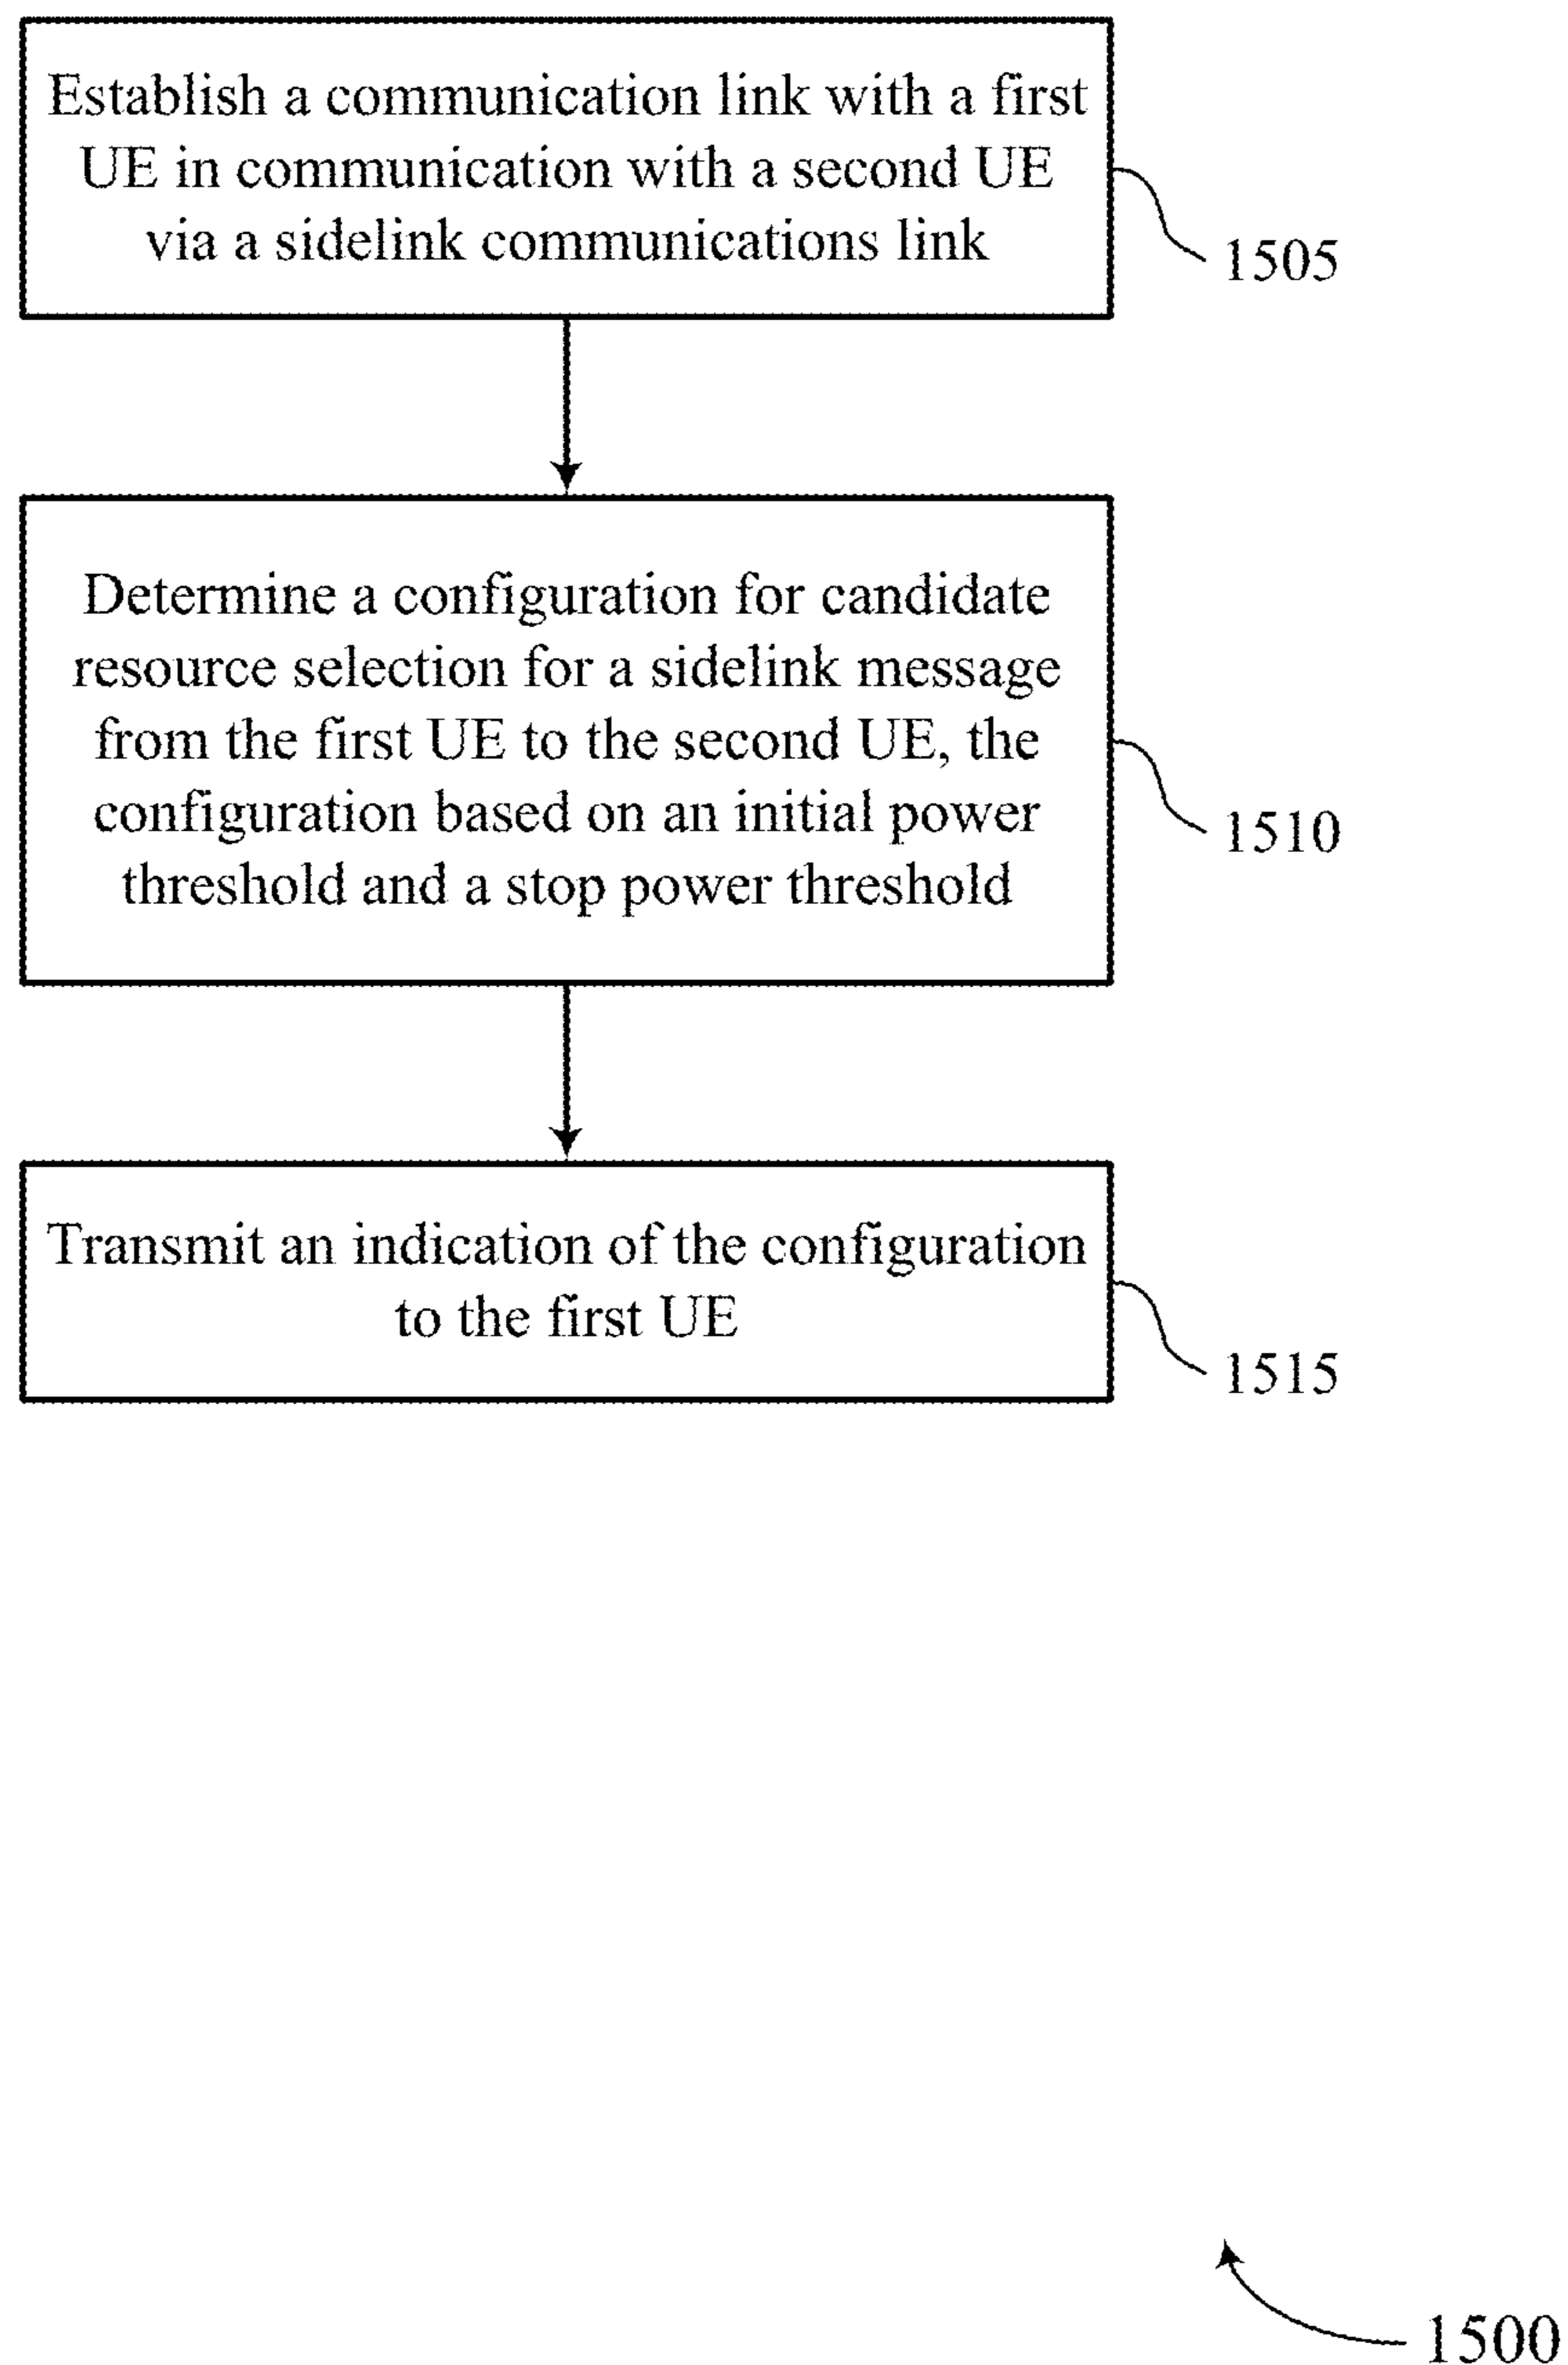 Establish a communication link with a first
UE in communication with a second UE
via a sidelink communications link
1505
Determine a configuration for candidate
resource selection for a sidelink message
from the first UE to the second UE, the
configuration based on an initial power
threshold and a stop power threshold
1510
Transmit an indication of the configuration
to the first UE
1515
1500